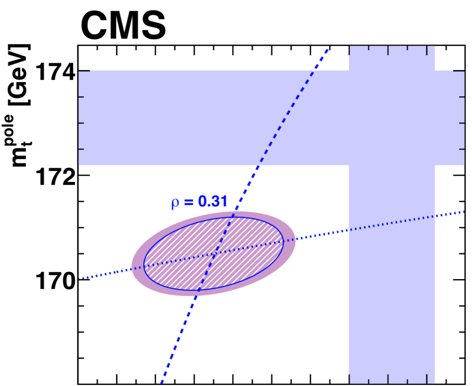 CMS
m_t^pole [GeV]
174
172
ρ = 0.31
170